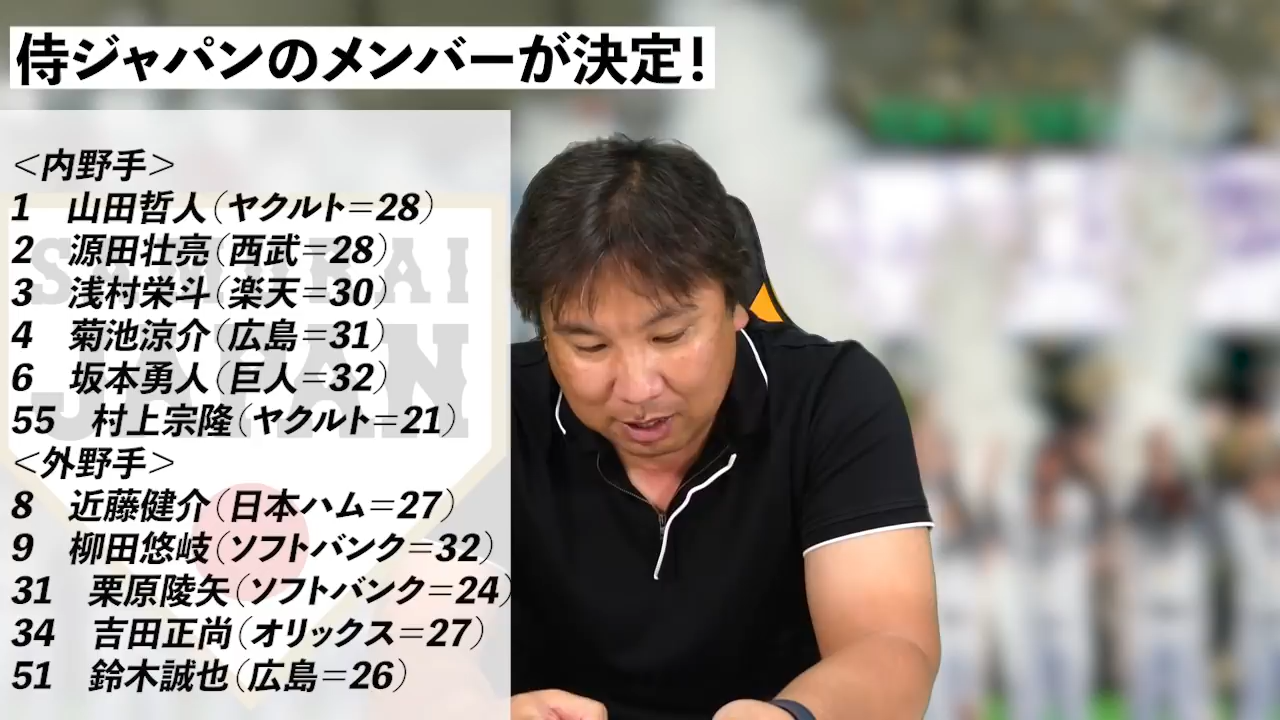 侍ジャパンのメンバーが決定!
＜内野手＞
1 山田哲人(ヤクルト=28)
2 源田壮亮(西武=28)
3 浅村栄斗(楽天=30)
4 菊池涼介(広島=31)
6 坂本勇人(巨人=32)
55 村上宗隆(ヤクルト=21)
＜外野手＞
8 近藤健介(日本ハム=27)
9 柳田悠岐(ソフトバンク=32)
31 栗原陵矢(ソフトバンク=24)
34 吉田正尚(オリックス=27)
51 鈴木誠也(広島=26)
SAMURAI
JAPAN